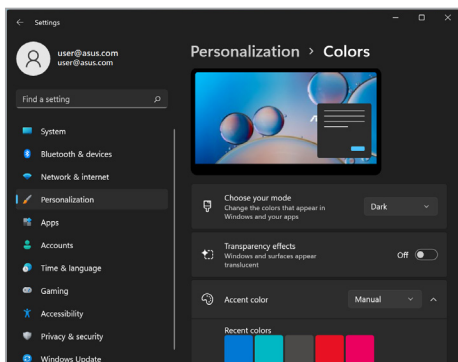 Settings
user@asus.com
user@asus.com
Find a setting
System
Bluetooth & devices
Network & internet
Personalization
Apps
Accounts
Time & language
Gaming
Accessibility
Privacy & security
Windows Update
Personalization > Colors
Choose your mode
Change the colors that appear in
Windows and your apps
Dark
Transparency effects
Windows and surfaces appear
translucent
Off
Accent color
Manual
Recent colors